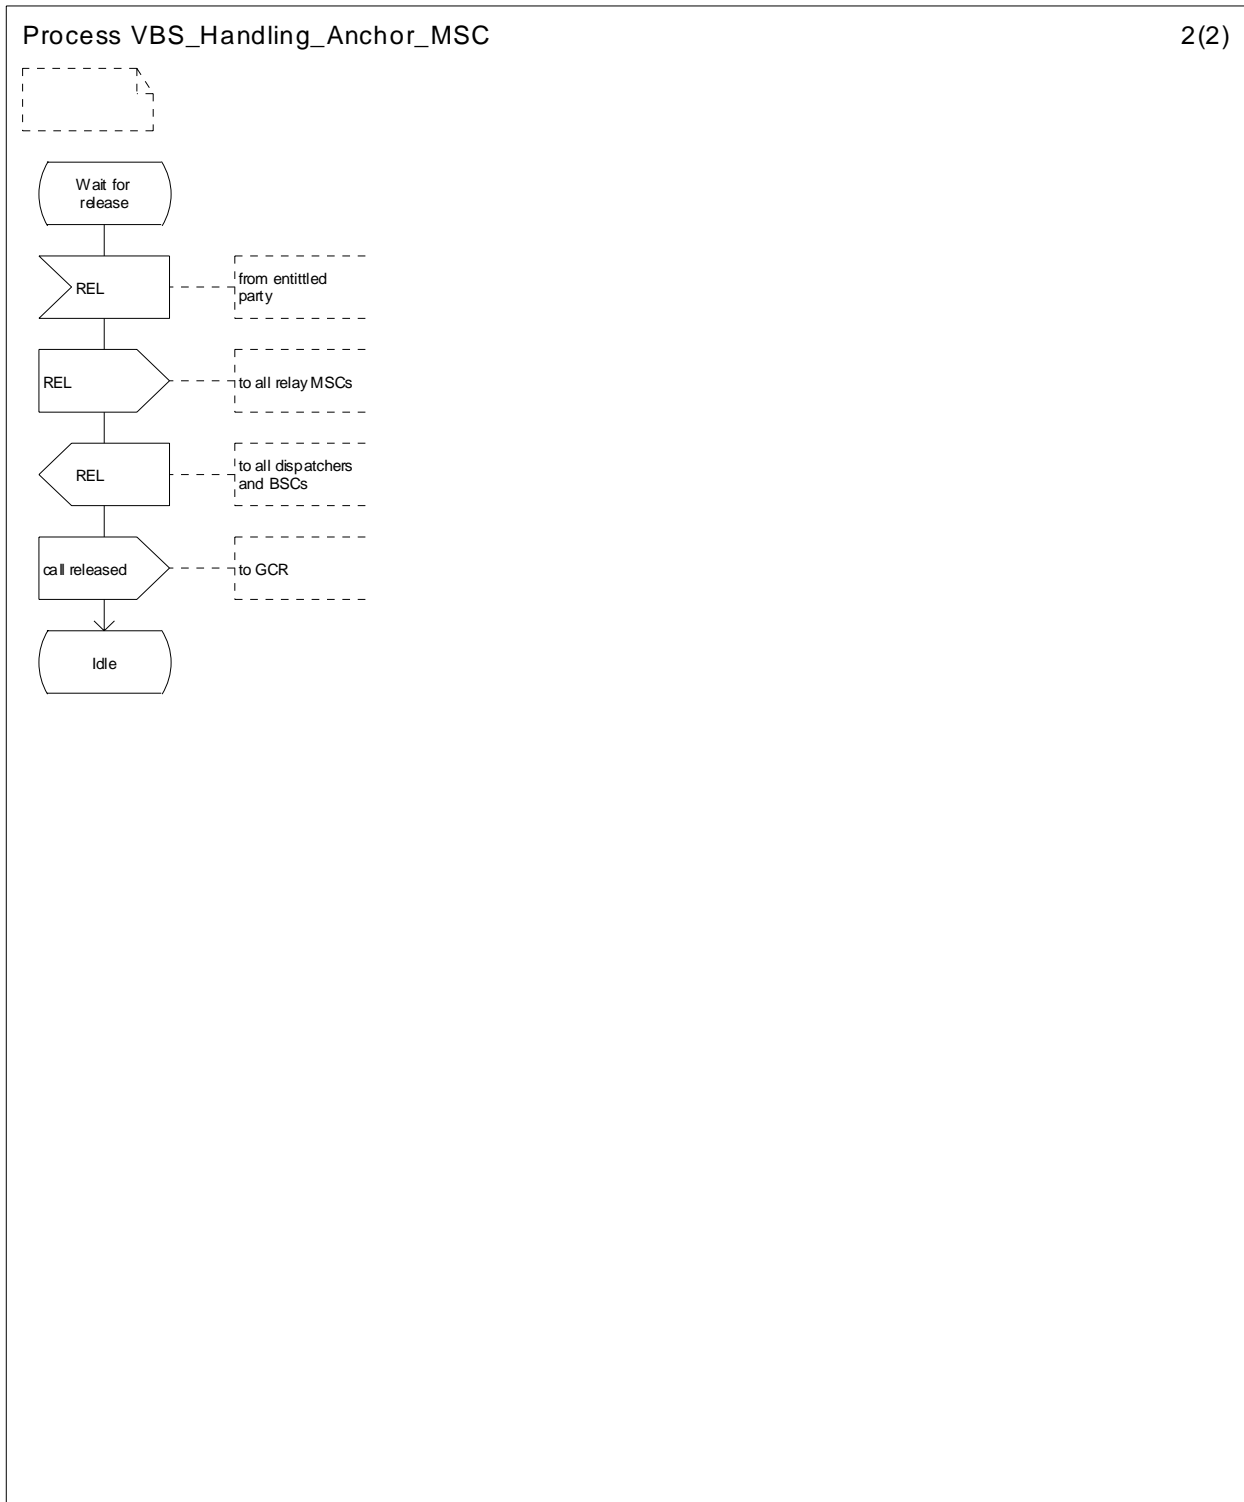 Process VBS_Handling_Anchor_MSC 2(2)
Wait for
release
REL
from entittled
party
REL
to all relay MSCs
REL
to all dispatchers
and BSCs
call released
to GCR
Idle